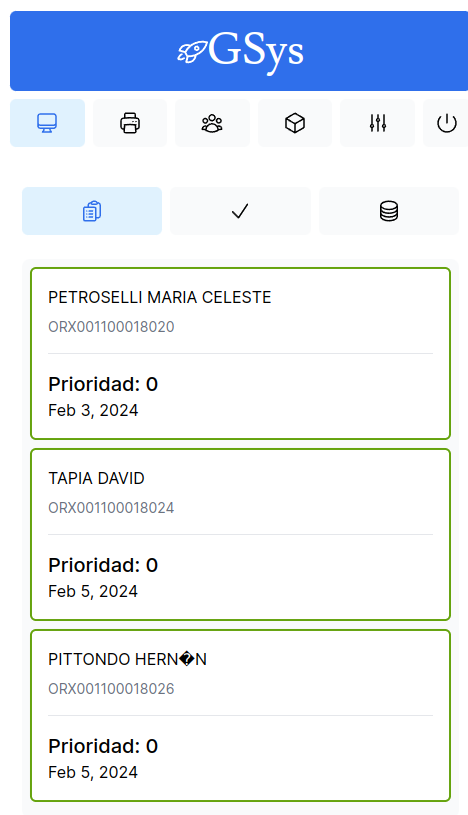 GSys
PETROSELLI MARIA CELESTE
ORX001100018020
Prioridad: 0
Feb 3, 2024
TAPIA DAVID
ORX001100018024
Prioridad: 0
Feb 5, 2024
PITTONDO HERN�N
ORX001100018026
Prioridad: 0
Feb 5, 2024